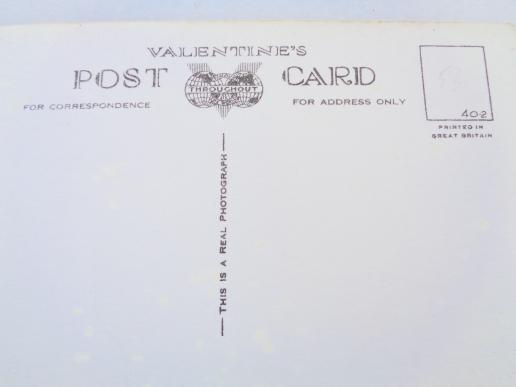 VALENTINE'S
POST CARD
THROUGHOUT
FOR CORRESPONDENCE
FOR ADDRESS ONLY
40-2
PRINTED IN
GREAT BRITAIN
THIS IS A REAL PHOTOGRAPH